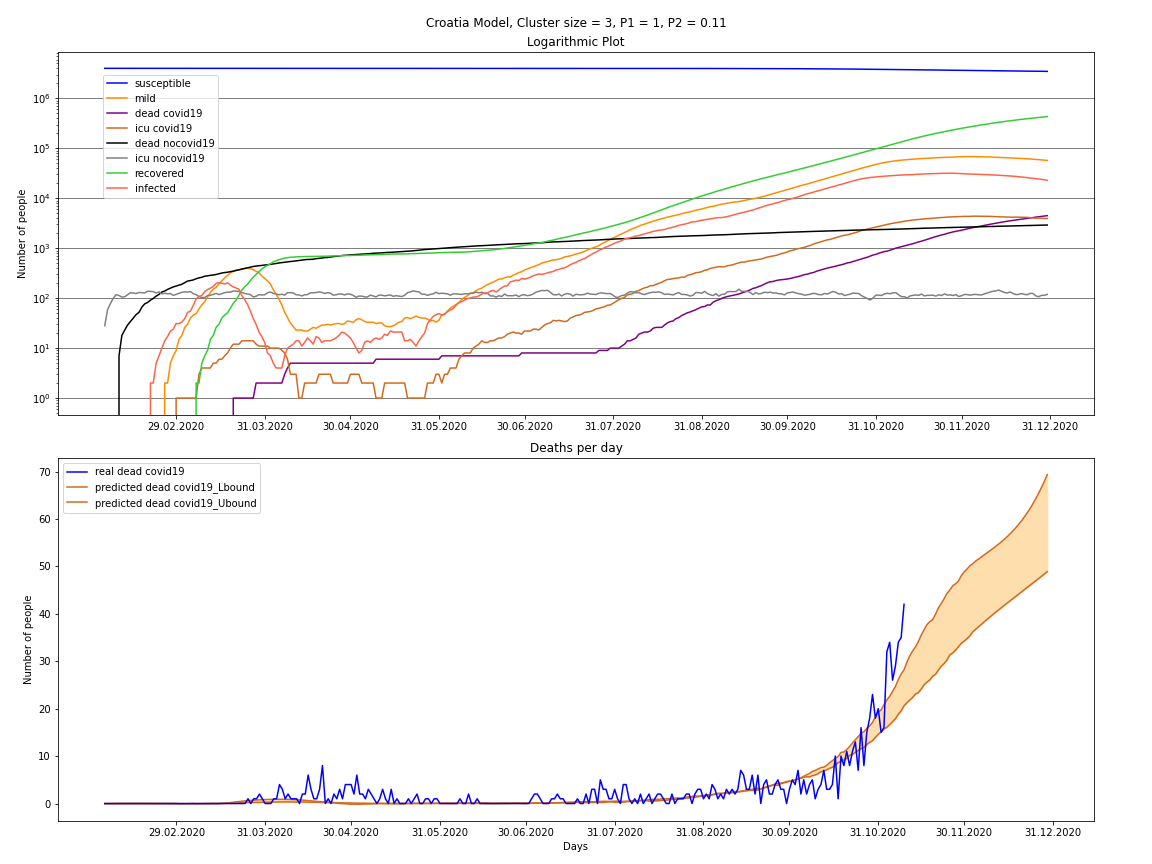 Croatia Model, Cluster size = 3, P1 = 1, P2 = 0.11
Logarithmic Plot
susceptible
mild
dead covid19
icu covid19
dead nocovid19
icu nocovid19
recovered
infected
10⁶
10⁵
10⁴
10³
10²
10¹
10⁰
Number of people
29.02.2020 31.03.2020 30.04.2020 31.05.2020 30.06.2020 31.07.2020 31.08.2020 30.09.2020 31.10.2020 30.11.2020 31.12.2020
Deaths per day
real dead covid19
predicted dead covid19_Lbound
predicted dead covid19_Ubound
70
60
50
40
30
20
10
0
Number of people
29.02.2020 31.03.2020 30.04.2020 31.05.2020 30.06.2020 31.07.2020 31.08.2020 30.09.2020 31.10.2020 30.11.2020 31.12.2020
Days